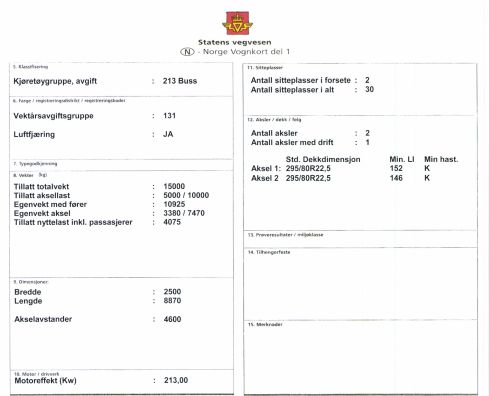 Statens vegvesen
N - Norge Vognkort del 1
5. Klassifisering
Kjøretøygruppe, avgift : 213 Buss
6. Farge / registreringsdistrikt / registreringskoder
Vektårsavgiftsgruppe : 131
Luftfjæring : JA
7. Typegodkjenning
8. Vekter (kg)
Tillatt totalvekt : 15000
Tillatt aksellast : 5000 / 10000
Egenvekt med fører : 10925
Egenvekt aksel : 3380 / 7470
Tillatt nyttelast inkl. passasjerer : 4075
9. Dimensjoner:
Bredde : 2500
Lengde : 8870
Akselavstander : 4600
10. Motor / drivverk
Motoreffekt (Kw) : 213,00
11. Sitteplasser
Antall sitteplasser i forsete : 2
Antall sitteplasser i alt : 30
12. Aksler / dekk / felg
Antall aksler : 2
Antall aksler med drift : 1
Std. Dekkdimensjon Min. LI Min hast.
Aksel 1: 295/80R22,5 152 K
Aksel 2 295/80R22,5 146 K
13. Prøveresultater / miljøklasse
14. Tilhengerfeste
15. Merknader